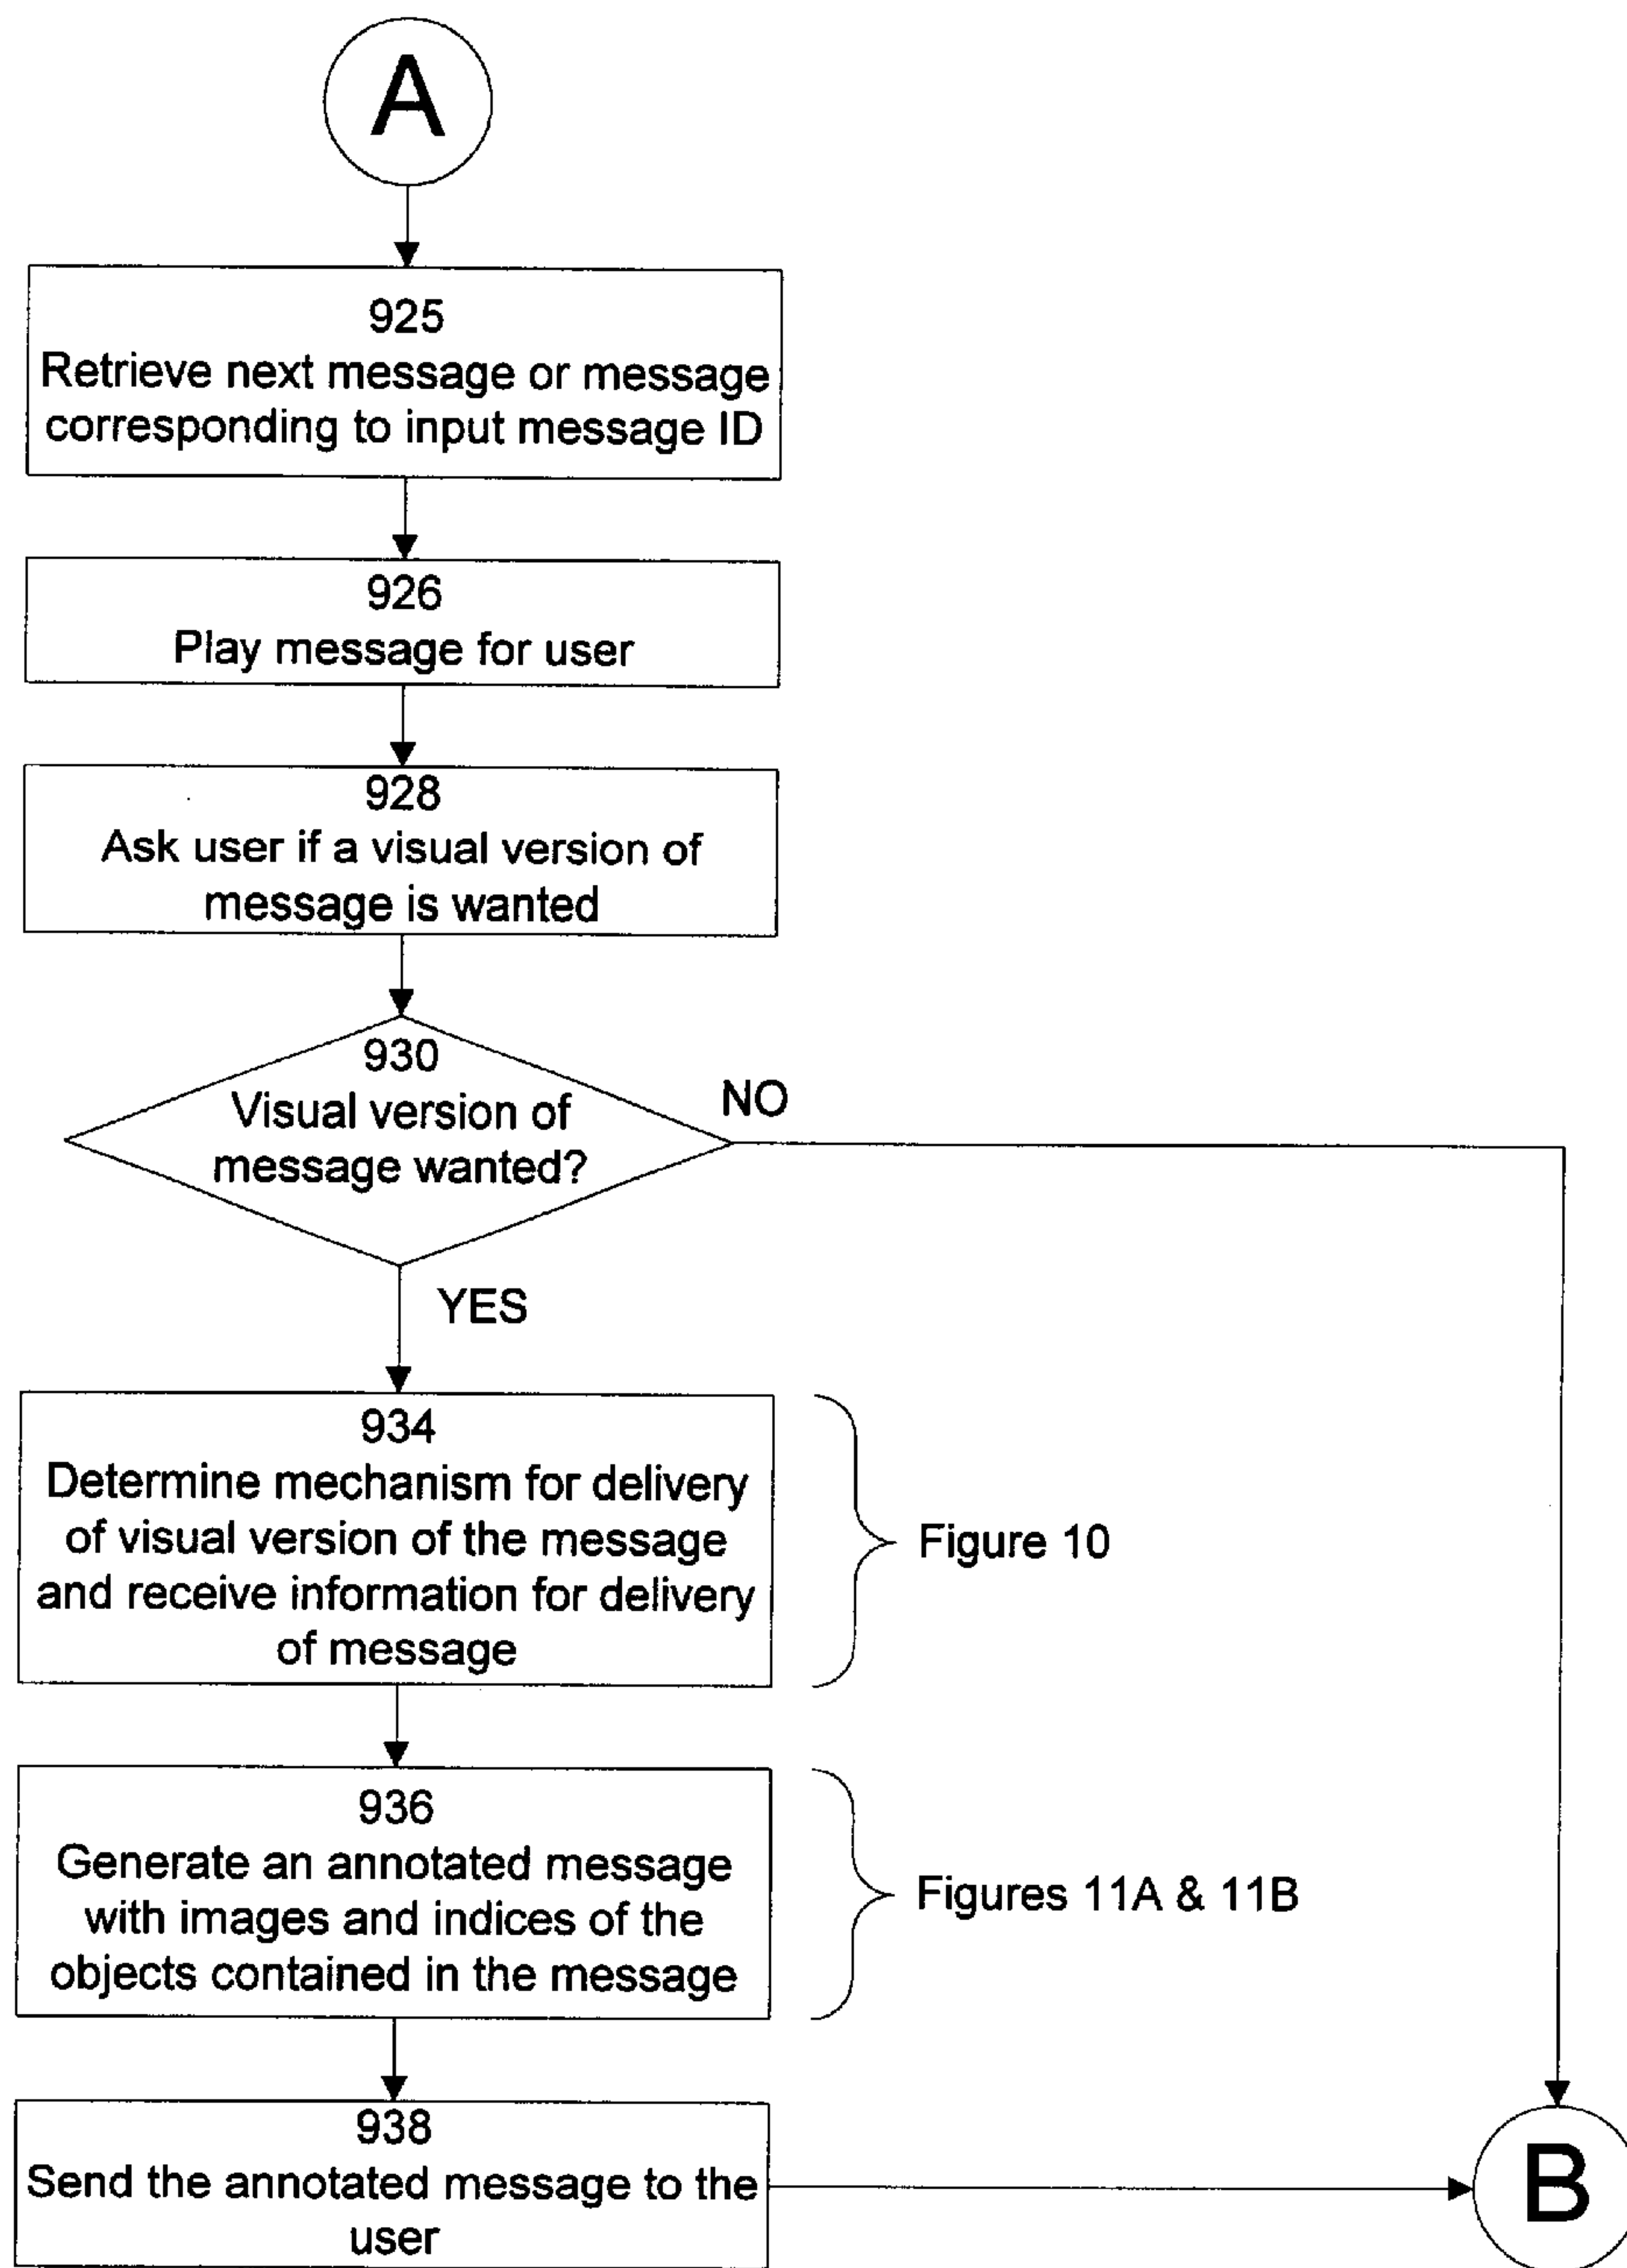 A
925
Retrieve next message or message
corresponding to input message ID
926
Play message for user
928
Ask user if a visual version of
message is wanted
930
Visual version of
message wanted?
NO
YES
934
Determine mechanism for delivery
of visual version of the message
and receive information for delivery
of message
Figure 10
936
Generate an annotated message
with images and indices of the
objects contained in the message
Figures 11A & 11B
938
Send the annotated message to the
user
B